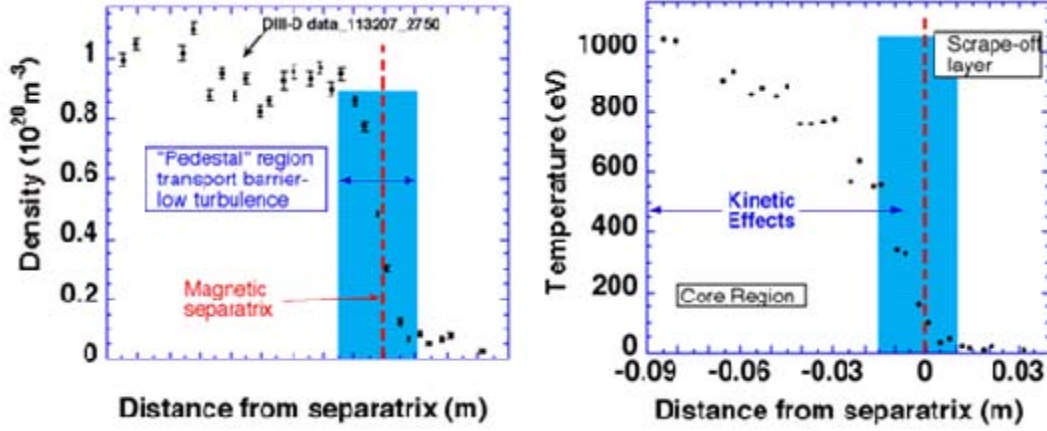 DIII-D data_113207_2750
Density (10²⁰m⁻³)
1
0.8
0.6
0.4
0.2
0
"Pedestal" region
transport barrier-
low turbulence
Magnetic
separatrix
Distance from separatrix (m)
Temperature (eV)
1000
800
600
400
200
0
Scrape-off
layer
Kinetic
Effects
Core Region
-0.09
-0.06
-0.03
0
0.03
Distance from separatrix (m)